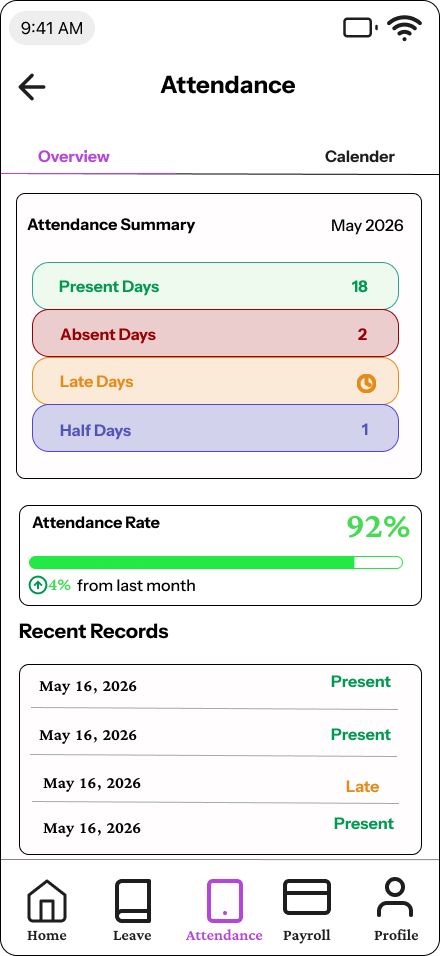 9:41 AM
Attendance
Overview Calender
Attendance Summary May 2026
Present Days 18
Absent Days 2
Late Days
Half Days 1
Attendance Rate 92%
4% from last month
Recent Records
May 16, 2026 Present
May 16, 2026 Present
May 16, 2026 Late
May 16, 2026 Present
Home Leave Attendance Payroll Profile